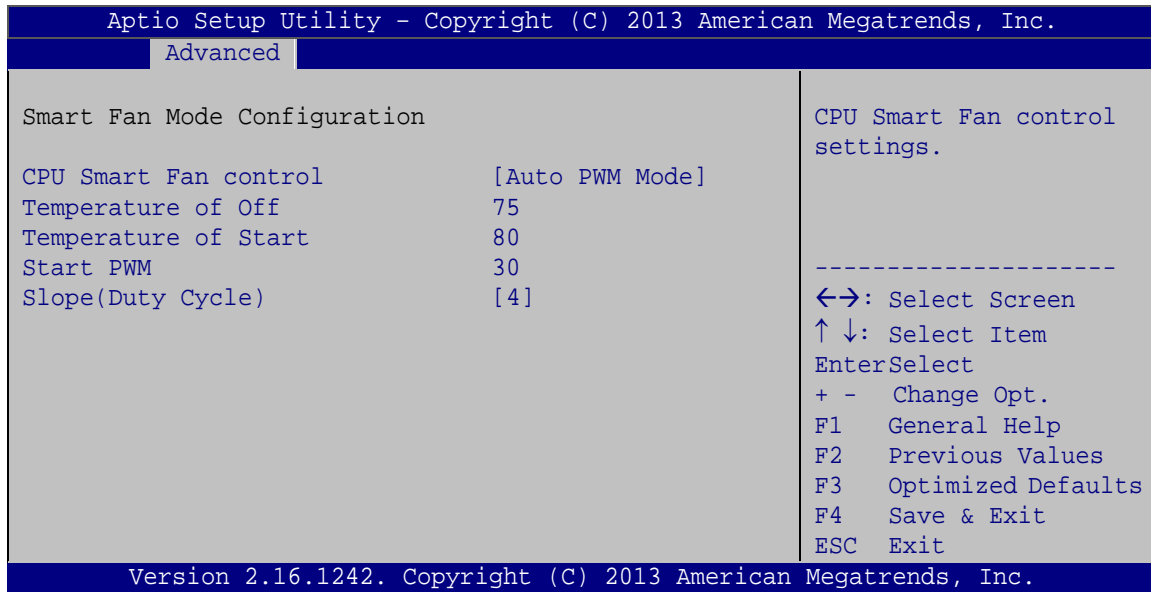 Aptio Setup Utility – Copyright (C) 2013 American Megatrends, Inc.
Advanced
Smart Fan Mode Configuration
CPU Smart Fan control [Auto PWM Mode]
Temperature of Off 75
Temperature of Start 80
Start PWM 30
Slope(Duty Cycle) [4]
CPU Smart Fan control
settings.
---------------------
←→: Select Screen
↑ ↓: Select Item
EnterSelect
+ - Change Opt.
F1 General Help
F2 Previous Values
F3 Optimized Defaults
F4 Save & Exit
ESC Exit
Version 2.16.1242. Copyright (C) 2013 American Megatrends, Inc.